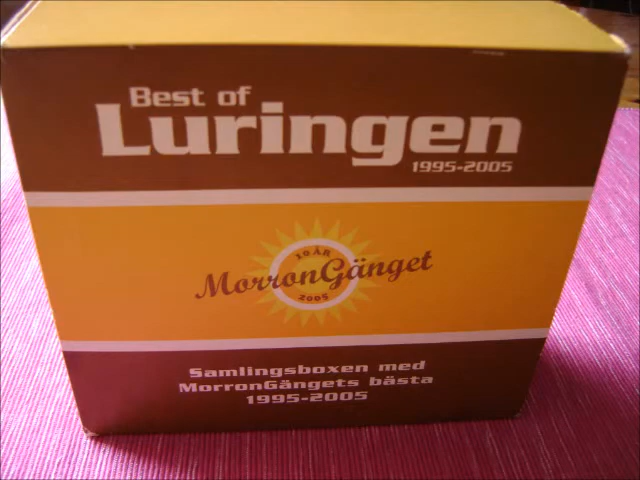 Best of
Luringen
1995-2005
10 ÅR
MorronGänget
2005
Samlingsboxen med
MorronGängets bästa
1995-2005